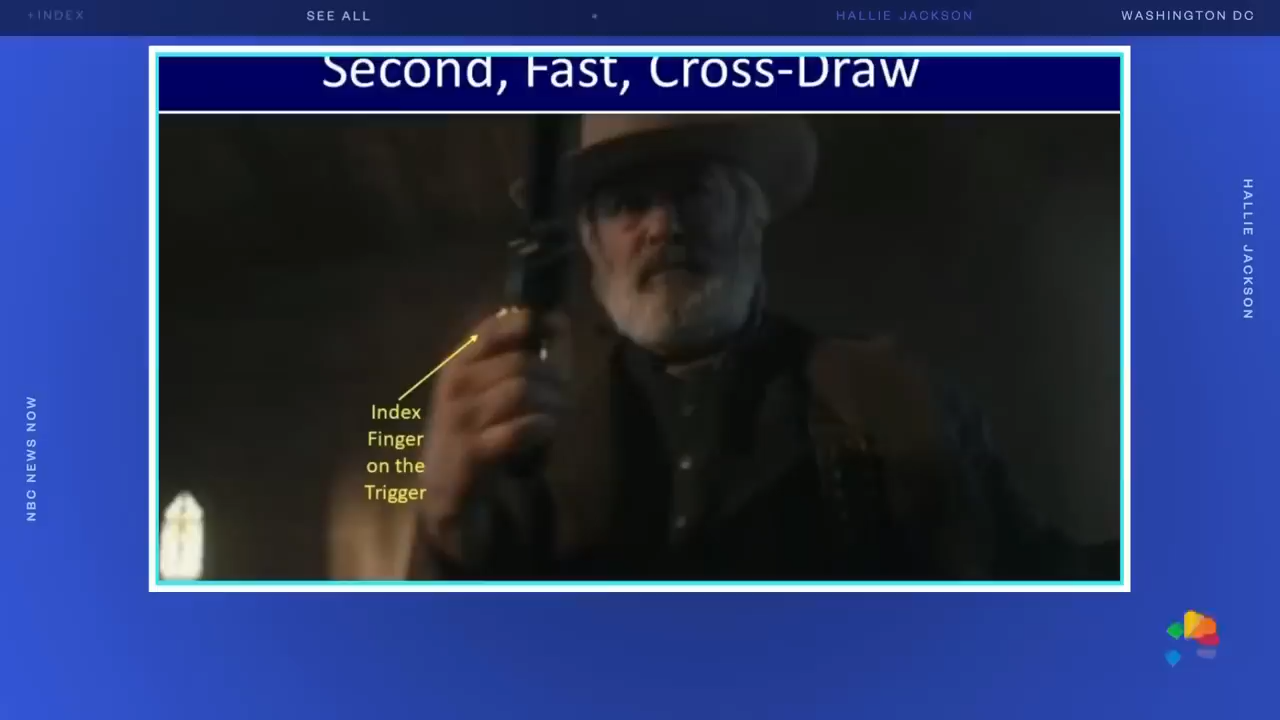 +INDEX
SEE ALL
HALLIE JACKSON
WASHINGTON DC
Second, Fast, Cross-Draw
Index
Finger
on the
Trigger
NBC NEWS NOW
HALLIE JACKSON